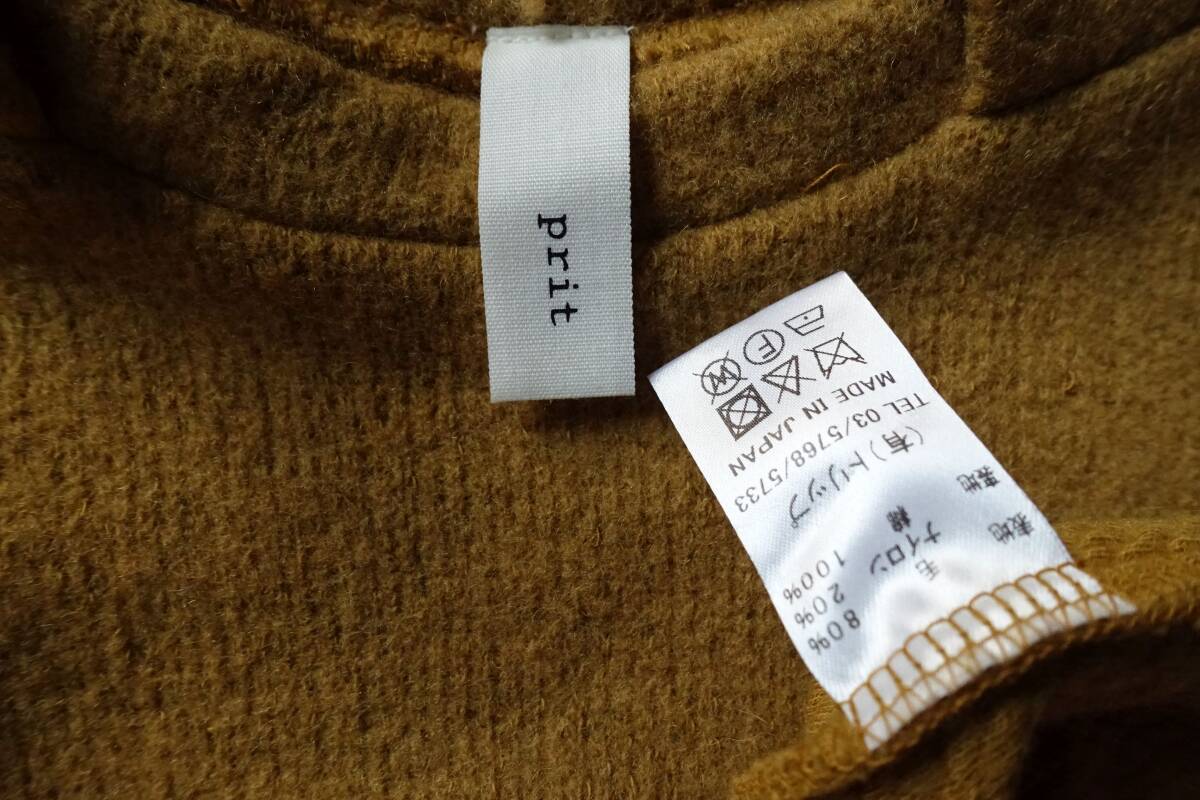 prit
表地
毛 80%
ナイロン 20%
裏地
綿 100%
(有)トリップ
TEL 03/5768/5733
MADE IN JAPAN
W
F